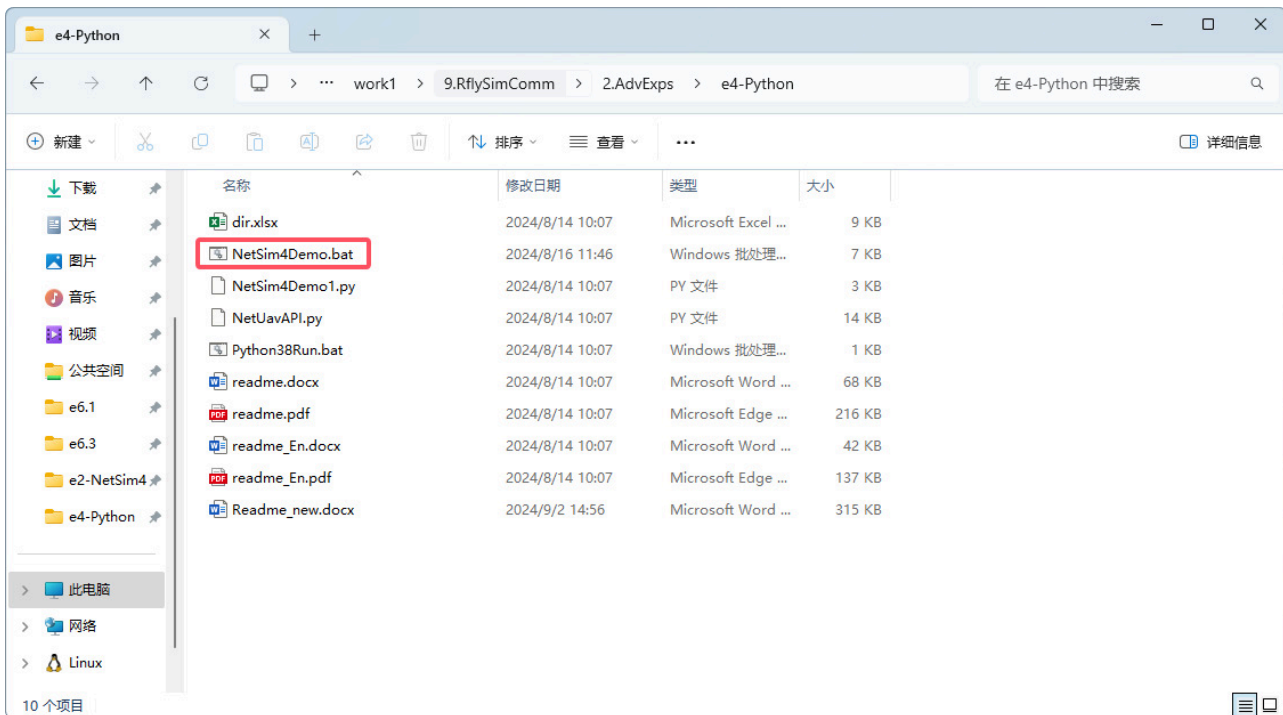 e4-Python
… work1 > 9.RflySimComm > 2.AdvExps > e4-Python 在 e4-Python 中搜索
新建 排序 查看 ... 详细信息
名称 修改日期 类型 大小
下载
文档
图片
音乐
视频
公共空间
e6.1
e6.3
e2-NetSim4
e4-Python
此电脑
网络
Linux
dir.xlsx 2024/8/14 10:07 Microsoft Excel ... 9 KB
NetSim4Demo.bat 2024/8/16 11:46 Windows 批处理... 7 KB
NetSim4Demo1.py 2024/8/14 10:07 PY 文件 3 KB
NetUavAPI.py 2024/8/14 10:07 PY 文件 14 KB
Python38Run.bat 2024/8/14 10:07 Windows 批处理... 1 KB
readme.docx 2024/8/14 10:07 Microsoft Word ... 68 KB
readme.pdf 2024/8/14 10:07 Microsoft Edge ... 216 KB
readme_En.docx 2024/8/14 10:07 Microsoft Word ... 42 KB
readme_En.pdf 2024/8/14 10:07 Microsoft Edge ... 137 KB
Readme_new.docx 2024/9/2 14:56 Microsoft Word ... 315 KB
10 个项目